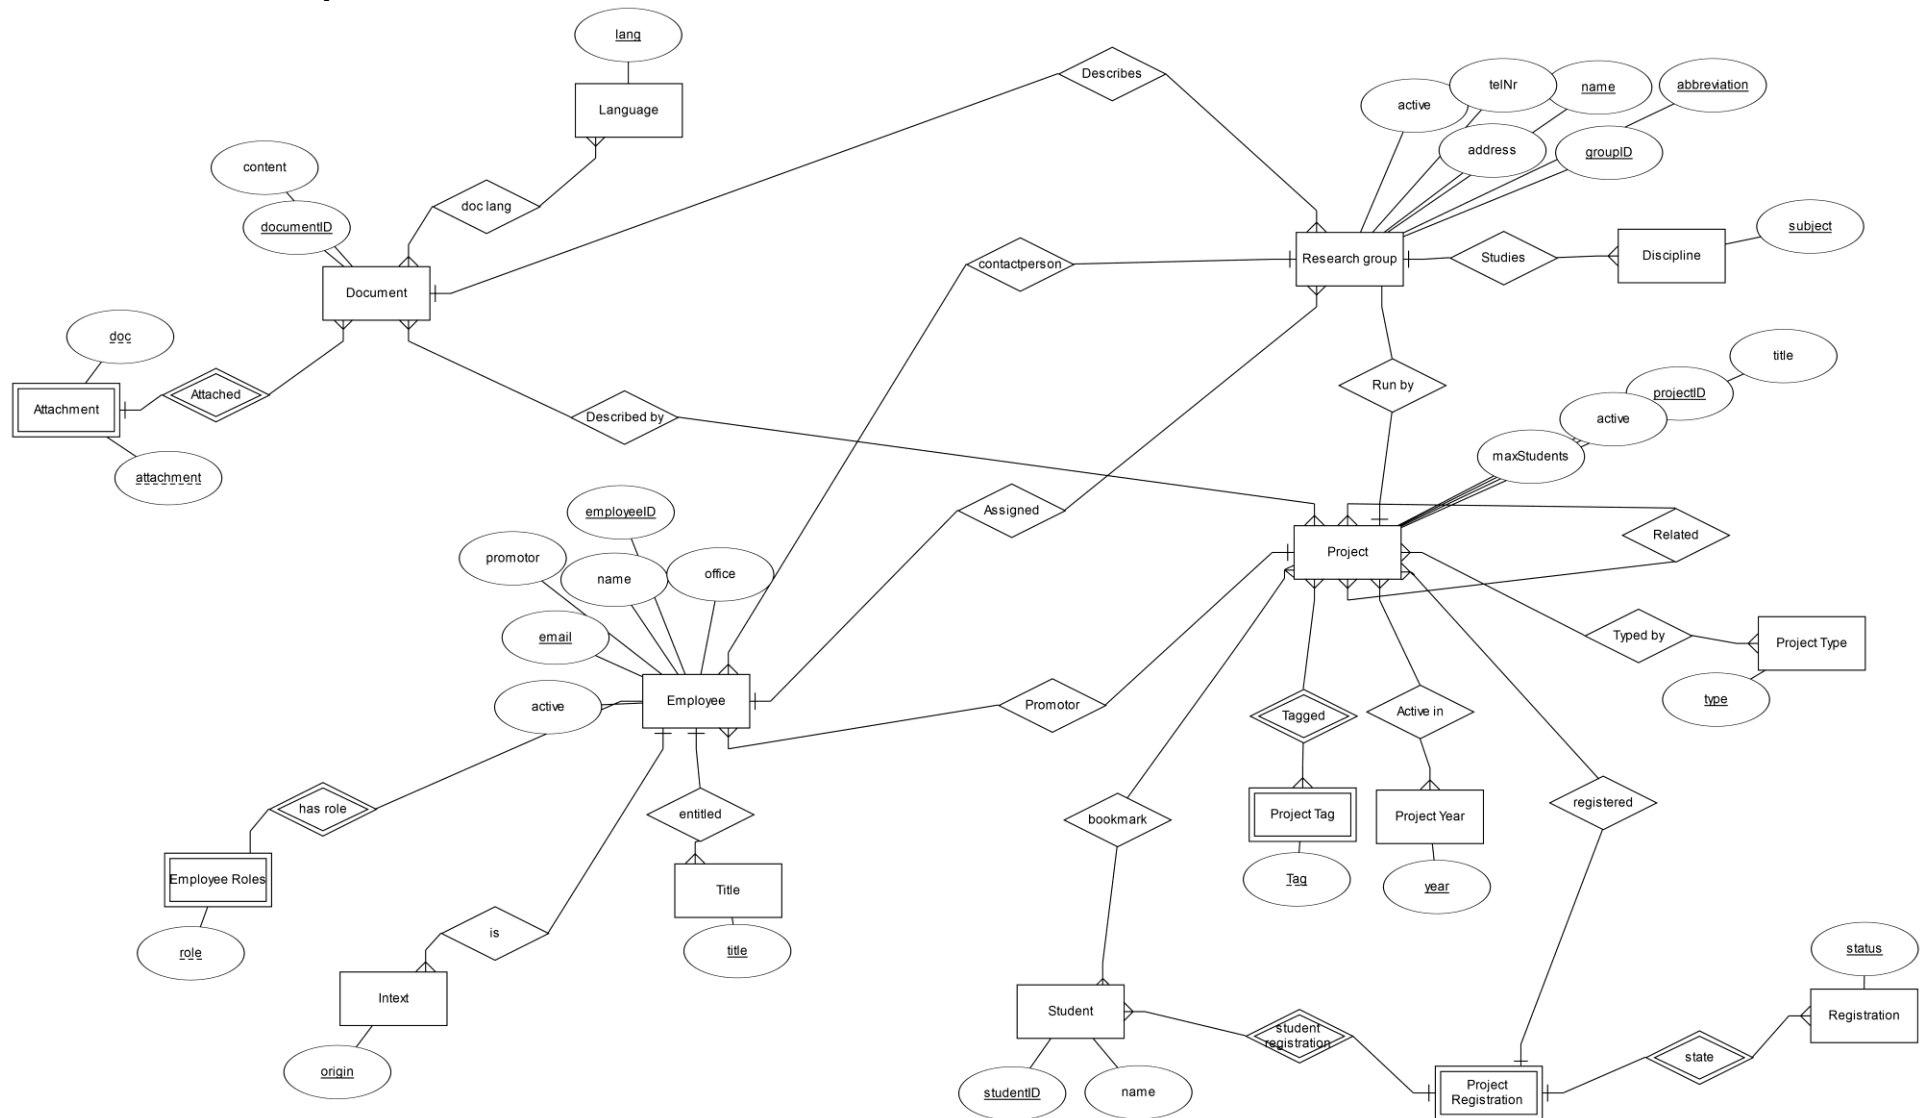 lang
Describes
telNr
name
abbreviation
active
Language
content
address
groupID
doc lang
documentID
subject
Document
contactperson
Research group
Studies
Discipline
doc
title
Attachment
Attached
Run by
projectID
Described by
active
maxStudents
attachment
employeeID
Assigned
Related
Project
promotor
name
office
email
Typed by
Project Type
active
Employee
Promotor
Tagged
Active in
type
has role
entitled
bookmark
Project Tag
Project Year
registered
Employee Roles
Title
Tag
year
is
role
title
status
Intext
Student
student
registration
Registration
origin
state
studentID
name
Project
Registration